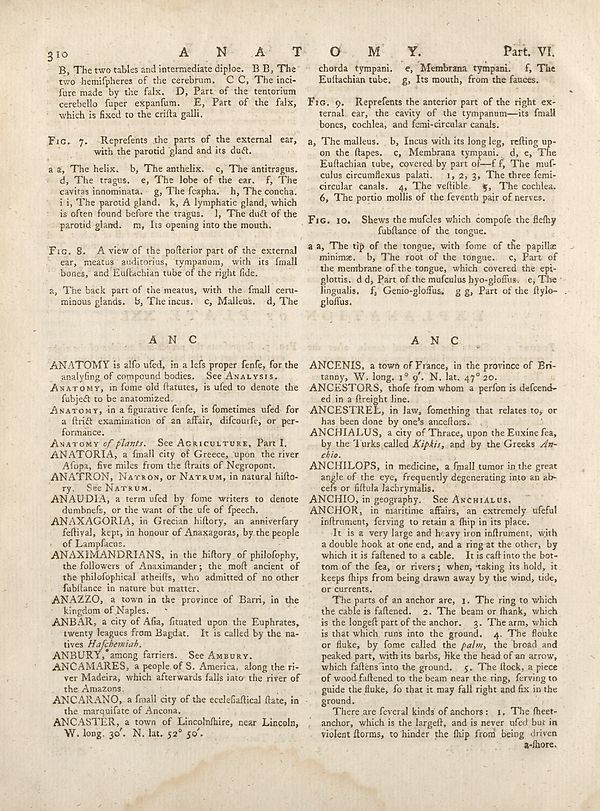 310 ANATOMY. Part. VI.
B, The two tables and intermediate diploe. B B, The
two hemiſpheres of the cerebrum. C C, The inci-
ſure made by the falx. D, Part of the tentorium
cerebello ſuper expanſum. E, Part of the falx,
which is fixed to the criſta galli.
FIG. 7. Repreſents the parts of the external ear,
with the parotid gland and its duct.
a a, The helix. b, The anthelix. c, The antitragus.
d, The tragus. e, The lobe of the ear. f, The
cavitas innominata. g, The ſcapha. h, The concha.
i i, The parotid gland. k, A lymphatic gland, which
is often found before the tragus. l, The duct of the
parotid gland. m, Its opening into the mouth.
FIG. 8. A view of the poſterior part of the external
ear, meatus auditorius, tympanum, with its ſmall
bones, and Euſtachian tube of the right ſide.
a, The back part of the meatus, with the ſmall ceru-
minous glands. b, The incus. c, Malleus. d, The
chorda tympani. e, Membrana tympani. f, The
Euſtachian tube. g, Its mouth, from the fauces.
FIG. 9. Repreſents the anterior part of the right ex-
ternal ear, the cavity of the tympanum—its ſmall
bones, cochlea, and ſemi-circular canals.
a, The malleus. b, Incus with its long leg, reſting up-
on the ſtapes. c, Membrana tympani. d, e, The
Euſtachian tube, covered by part of—f f, The muſ-
culus circumflexus palati. 1, 2, 3, The three ſemi-
circular canals. 4, The veſtible. 5, The cochlea.
6, The portio mollis of the ſeventh pair of nerves.
FIG. 10. Shews the muſcles which compoſe the fleſhy
ſubſtance of the tongue.
a a, The tip of the tongue, with ſome of the papillæ
minimæ. b, The root of the tongue. c, Part of
the membrane of the tongue, which covered the epi-
glottis. d d, Part of the muſculus hyo-gloſſus. e, The
lingualis. f, Genio-gloſſus. g g, Part of the ſtylo-
gloſſus.
ANC
ANATOMY is alſo uſed, in a leſs proper ſenſe, for the
analyſing of compound bodies. See ANALYSIS.
ANATOMY, in ſome old ſtatutes, is uſed to denote the
ſubject to be anatomized.
ANATOMY, in a figurative ſenſe, is ſometimes uſed for
a ſtrict examination of an affair, diſcourſe, or per-
formance.
ANATOMY of plants. See AGRICULTURE, Part I.
ANATORIA, a ſmall city of Greece, upon the river
Aſopa, five miles from the ſtraits of Negropont.
ANATRON, NATRON, or NATRUM, in natural hiſto-
ry. See NATRUM.
ANAUDIA, a term uſed by ſome writers to denote
dumbneſs, or the want of the uſe of ſpeech.
ANAXAGORIA, in Grecian hiſtory, an anniverſary
feſtival, kept, in honour of Anaxagoras, by the people
of Lampſacus.
ANAXIMANDRIANS, in the hiſtory of philoſophy,
the followers of Anaximander; the moſt ancient of
the philoſophical atheiſts, who admitted of no other
ſubſtance in nature but matter.
ANAZZO, a town in the province of Barri, in the
kingdom of Naples.
ANBAR, a city of Aſia, ſituated upon the Euphrates,
twenty leagues from Bagdat. It is called by the na-
tives Haſchemiah.
ANBURY, among farriers. See AMBURY.
ANCAMARES, a people of S. America, along the ri-
ver Madeira, which afterwards falls into the river of
the Amazons.
ANCARANO, a ſmall city of the eccleſiaſtical ſtate, in
the marquiſate of Ancona.
ANCASTER, a town of Lincolnſhire, near Lincoln,
W. long. 30′. N. lat. 52° 50′.
ANC
ANCENIS, a town of France, in the province of Bri-
tanny, W. long. 1° 9′. N. lat. 47° 20.
ANCESTORS, thoſe from whom a perſon is deſcend-
ed in a ſtreight line.
ANCESTREL, in law, ſomething that relates to, or
has been done by one's anceſtors.
ANCHIALUS, a city of Thrace, upon the Euxine ſea,
by the Turks called Kipkis, and by the Greeks An-
chio.
ANCHILOPS, in medicine, a ſmall tumor in the great
angle of the eye, frequently degenerating into an ab-
ceſs or fiſtula lachrymalis.
ANCHIO, in geography. See ANCHIALUS.
ANCHOR, in maritime affairs, an extremely uſeful
inſtrument, ſerving to retain a ſhip in its place.
It is a very large and heavy iron inſtrument, with
a double hook at one end, and a ring at the other, by
which it is faſtened to a cable. It is caſt into the bot-
tom of the ſea, or rivers; when, taking its hold, it
keeps ſhips from being drawn away by the wind, tide,
or currents.
The parts of an anchor are, 1. The ring to which
the cable is faſtened. 2. The beam or ſhank, which
is the longeſt part of the anchor. 3. The arm, which
is that which runs into the ground. 4. The flouke
or fluke, by ſome called the palm, the broad and
peaked part, with its barbs, like the head of an arrow,
which faſtens into the ground. 5. The ſtock, a piece
of wood faſtened to the beam near the ring, ſerving to
guide the fluke, ſo that it may fall right and fix in the
ground.
There are ſeveral kinds of anchors: 1. The ſheet-
anchor, which is the largeſt, and is never uſed but in
violent ſtorms, to hinder the ſhip from being driven
a-ſhore.